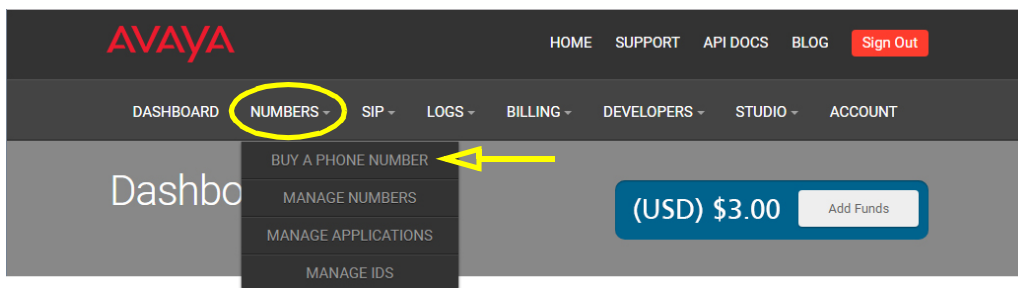 AVAYA
HOME SUPPORT API DOCS BLOG Sign Out
DASHBOARD NUMBERS SIP LOGS BILLING DEVELOPERS STUDIO ACCOUNT
BUY A PHONE NUMBER
Dashbo
MANAGE NUMBERS
(USD) $3.00 Add Funds
MANAGE APPLICATIONS
MANAGE IDS